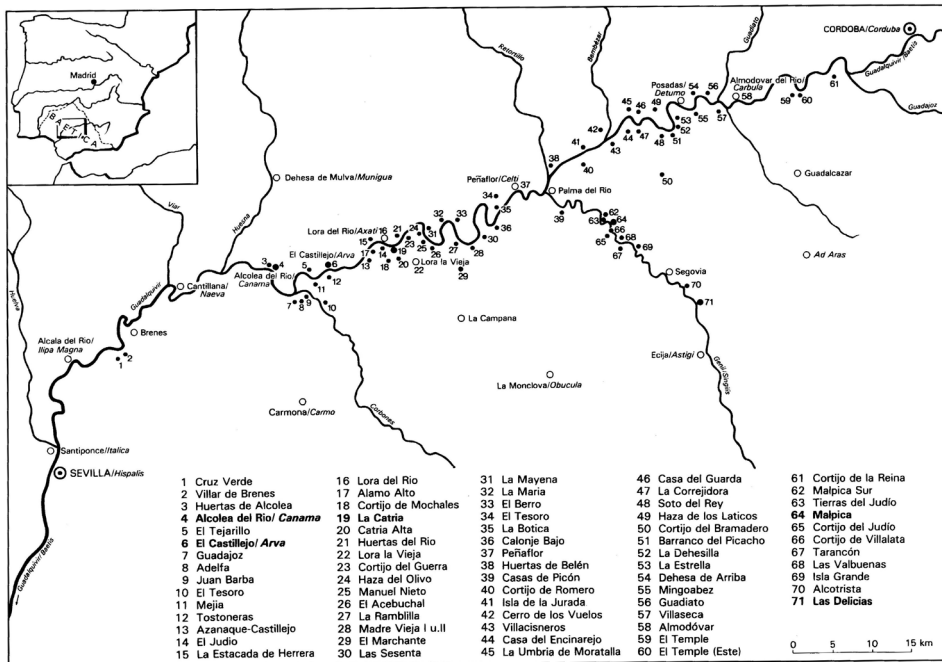 Madrid
BAETICA
CORDOBA/Corduba
Guadalquivir/Baetis
Guadajoz
Guadiato
Bembézar
Retortillo
Posadas/
Detumo
Almodovar del Rio/
Carbula
Guadalcazar
Ad Aras
Dehesa de Mulva/Munigua
Peñaflor/Celti
Palma del Rio
Viar
Huesna
Huelva
Lora del Rio/Axati
El Castillejo/Arva
Lora la Vieja
Alcolea del Rio/
Canama
Cantillana/
Naeva
Guadalquivir
Segovia
La Campana
Brenes
Alcala del Rio/
Ilipa Magna
Ecija/Astigi
Genil/Singilis
La Monclova/Obucula
Carmona/Carmo
Corbones
Santiponce/Italica
SEVILLA/Hispalis
Guadalquivir/Baetis
1 Cruz Verde
2 Villar de Brenes
3 Huertas de Alcolea
4 Alcolea del Rio/ Canama
5 El Tejarillo
6 El Castillejo/Arva
7 Guadajoz
8 Adelfa
9 Juan Barba
10 El Tesoro
11 Mejia
12 Tostoneras
13 Azanaque-Castillejo
14 El Judio
15 La Estacada de Herrera
16 Lora del Rio
17 Alamo Alto
18 Cortijo de Mochales
19 La Catria
20 Catria Alta
21 Huertas del Rio
22 Lora la Vieja
23 Cortijo del Guerra
24 Haza del Olivo
25 Manuel Nieto
26 El Acebuchal
27 La Ramblilla
28 Madre Vieja I u.II
29 El Marchante
30 Las Sesenta
31 La Mayena
32 La Maria
33 El Berro
34 El Tesoro
35 La Botica
36 Calonje Bajo
37 Peñaflor
38 Huertas de Belén
39 Casas de Picón
40 Cortijo de Romero
41 Isla de la Jurada
42 Cerro de los Vuelos
43 Villacisneros
44 Casa del Encinarejo
45 La Umbria de Moratalla
46 Casa del Guarda
47 La Correjidora
48 Soto del Rey
49 Haza de los Laticos
50 Cortijo del Bramadero
51 Barranco del Picacho
52 La Dehesilla
53 La Estrella
54 Dehesa de Arriba
55 Mingoabez
56 Guadiato
57 Villaseca
58 Almodóvar
59 El Temple
60 El Temple (Este)
61 Cortijo de la Reina
62 Malpica Sur
63 Tierras del Judío
64 Malpica
65 Cortijo del Judío
66 Cortijo de Villalata
67 Tarancón
68 Las Valbuenas
69 Isla Grande
70 Alcotrista
71 Las Delicias
0 5 10 15 km